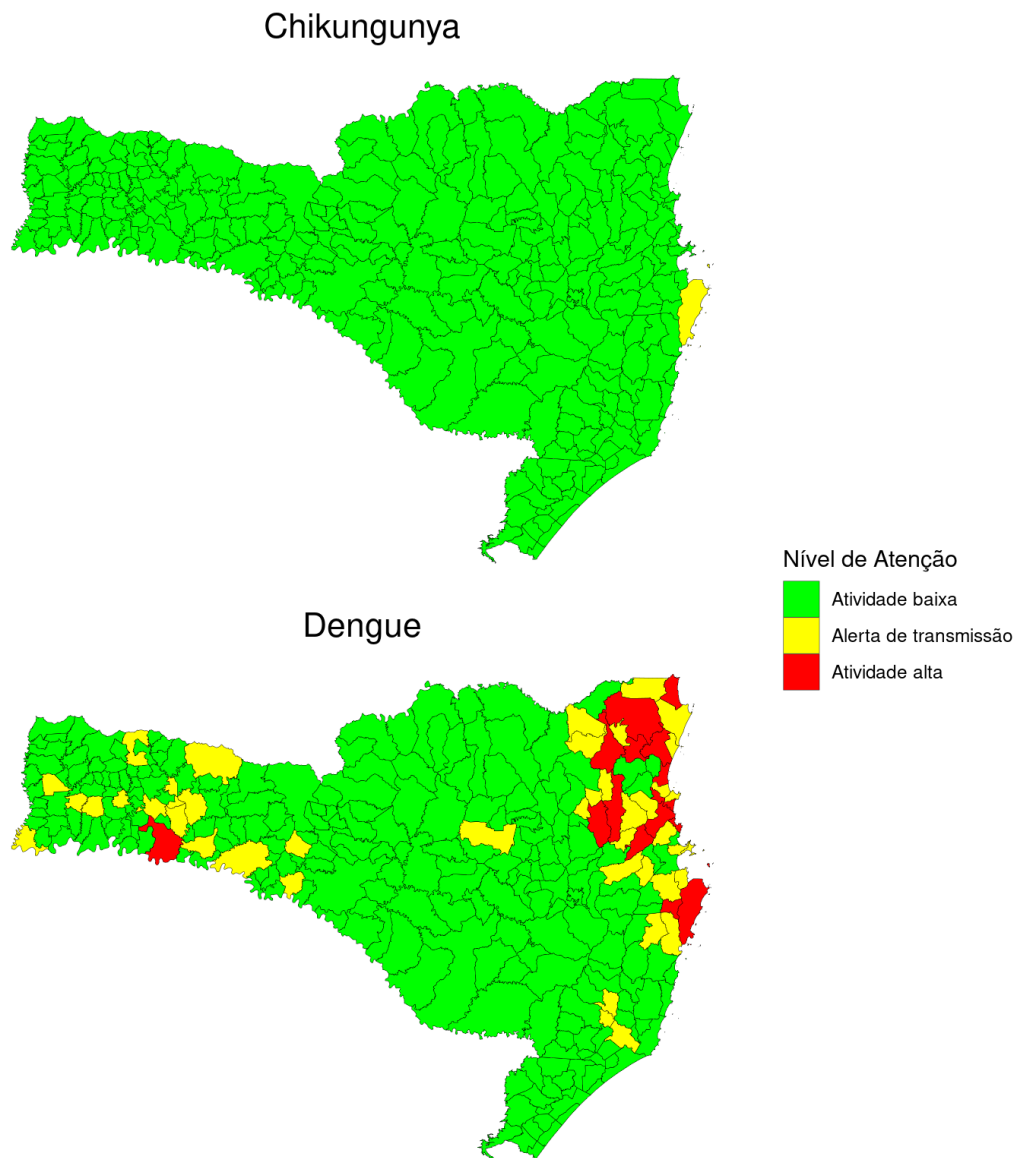 Chikungunya
Nível de Atenção
Atividade baixa
Alerta de transmissão
Atividade alta
Dengue